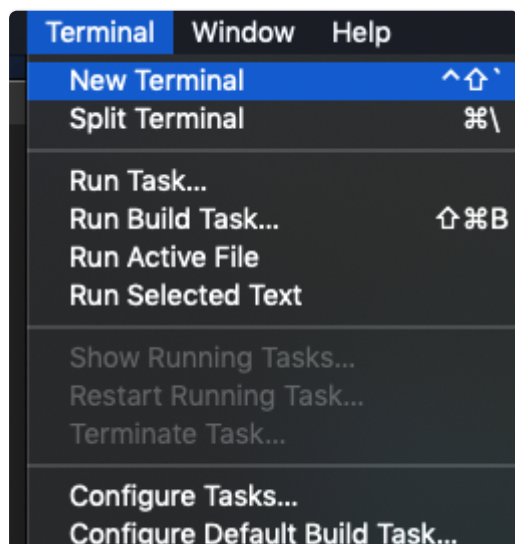 Terminal Window Help
New Terminal ^⇧`
Split Terminal ⌘\
Run Task...
Run Build Task... ⇧⌘B
Run Active File
Run Selected Text
Show Running Tasks...
Restart Running Task...
Terminate Task...
Configure Tasks...
Configure Default Build Task...